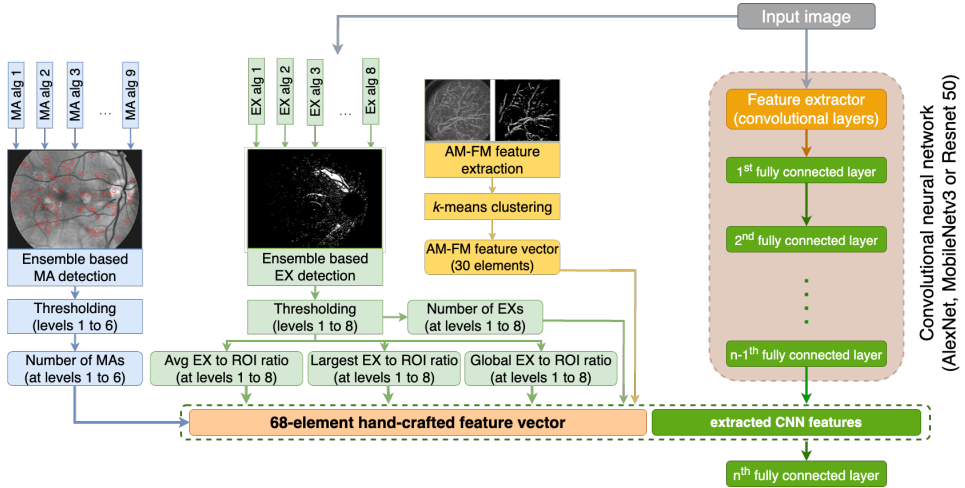 Input image
MA alg 1
MA alg 2
MA alg 3
...
MA alg 9
EX alg 1
EX alg 2
EX alg 3
...
Ex alg 8
Ensemble based
MA detection
Thresholding
(levels 1 to 6)
Number of MAs
(at levels 1 to 6)
Ensemble based
EX detection
Thresholding
(levels 1 to 8)
Number of EXs
(at levels 1 to 8)
Avg EX to ROI ratio
(at levels 1 to 8)
Largest EX to ROI ratio
(at levels 1 to 8)
Global EX to ROI ratio
(at levels 1 to 8)
AM-FM feature
extraction
k-means clustering
AM-FM feature vector
(30 elements)
Feature extractor
(convolutional layers)
1st fully connected layer
2nd fully connected layer
n-1th fully connected layer
Convolutional neural network
(AlexNet, MobileNetv3 or Resnet 50)
68-element hand-crafted feature vector
extracted CNN features
nth fully connected layer